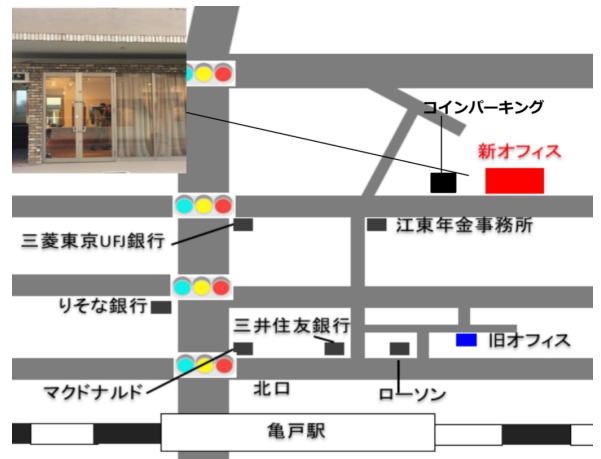 コインパーキング
新オフィス
三菱東京UFJ銀行
江東年金事務所
りそな銀行
三井住友銀行
旧オフィス
マクドナルド
北口
ローソン
亀戸駅